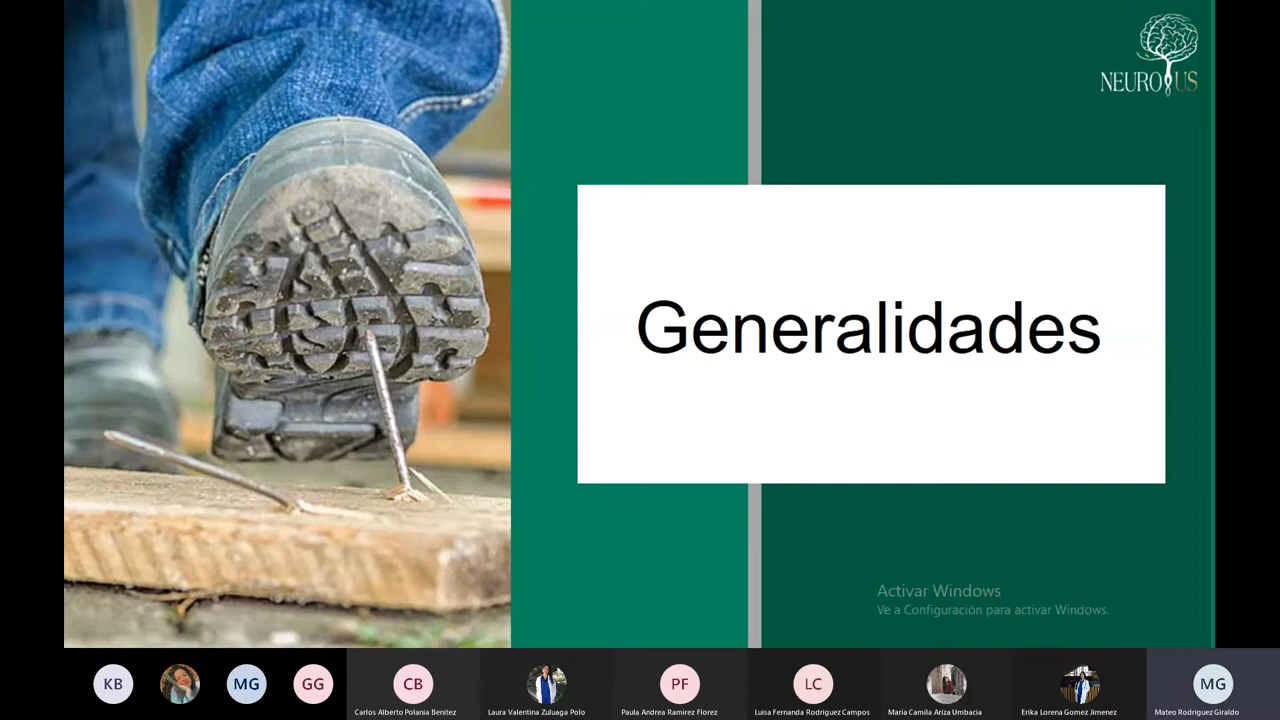 NEURO US
Generalidades
Activar Windows
Ve a Configuración para activar Windows.
KB
MG
GG
CB
PF
LC
MG
Carlos Alberto Polania Benitez
Laura Valentina Zuluaga Polo
Paula Andrea Ramirez Florez
Luisa Fernanda Rodriguez Campos
Maria Camila Ariza Umbacia
Erika Lorena Gomez Jimenez
Mateo Rodriguez Giraldo